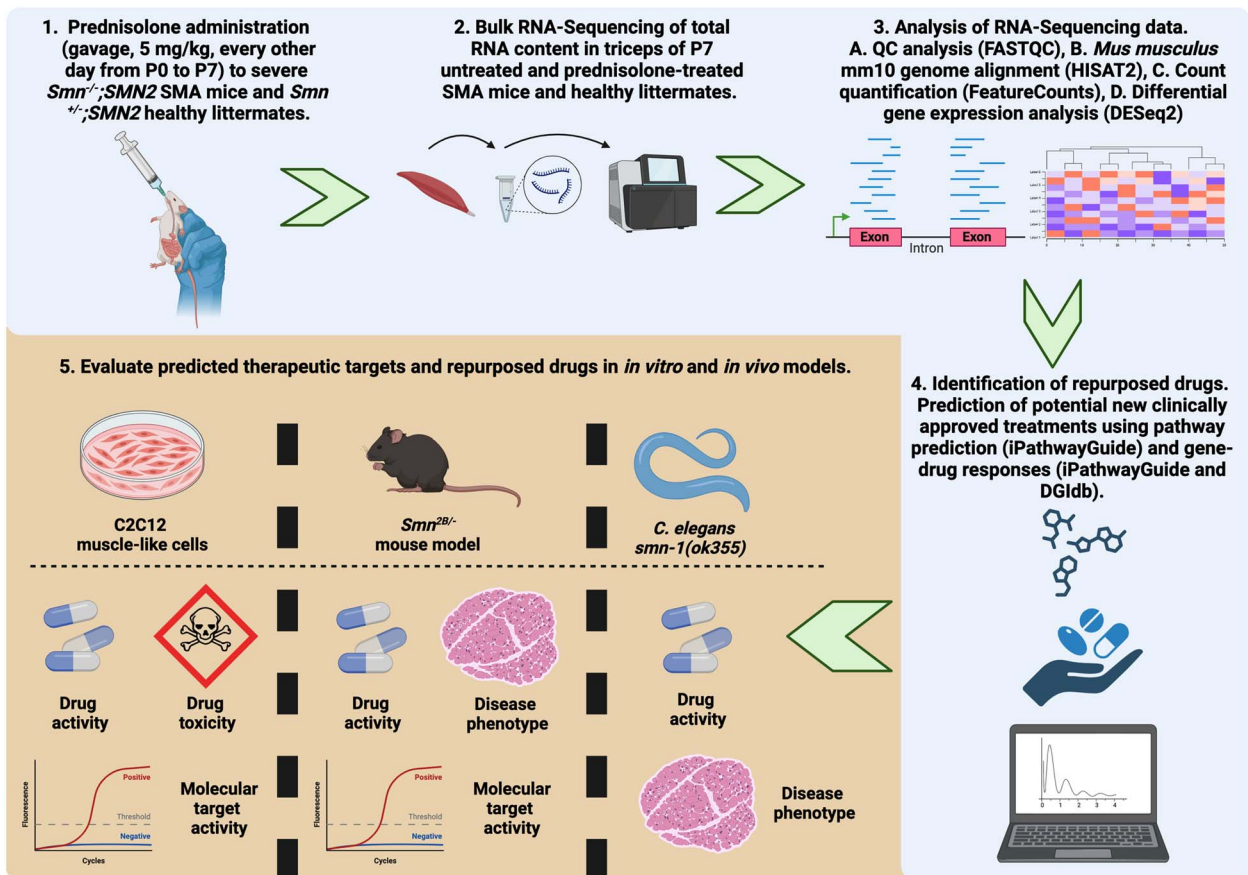 1. Prednisolone administration
(gavage, 5 mg/kg, every other
day from P0 to P7) to severe
Smn-/-;SMN2 SMA mice and Smn
+/-;SMN2 healthy littermates.
2. Bulk RNA-Sequencing of total
RNA content in triceps of P7
untreated and prednisolone-treated
SMA mice and healthy littermates.
3. Analysis of RNA-Sequencing data.
A. QC analysis (FASTQC), B. Mus musculus
mm10 genome alignment (HISAT2), C. Count
quantification (FeatureCounts), D. Differential
gene expression analysis (DESeq2)
Exon
Intron
Exon
4. Identification of repurposed drugs.
Prediction of potential new clinically
approved treatments using pathway
prediction (iPathwayGuide) and gene-
drug responses (iPathwayGuide and
DGIdb).
0 1 2 3 4
5. Evaluate predicted therapeutic targets and repurposed drugs in in vitro and in vivo models.
C2C12
muscle-like cells
Smn2B/-
mouse model
C. elegans
smn-1(ok355)
Drug
activity
Drug
toxicity
Drug
activity
Disease
phenotype
Drug
activity
Fluorescence
Positive
Threshold
Negative
Cycles
Molecular
target
activity
Fluorescence
Positive
Threshold
Negative
Cycles
Molecular
target
activity
Disease
phenotype